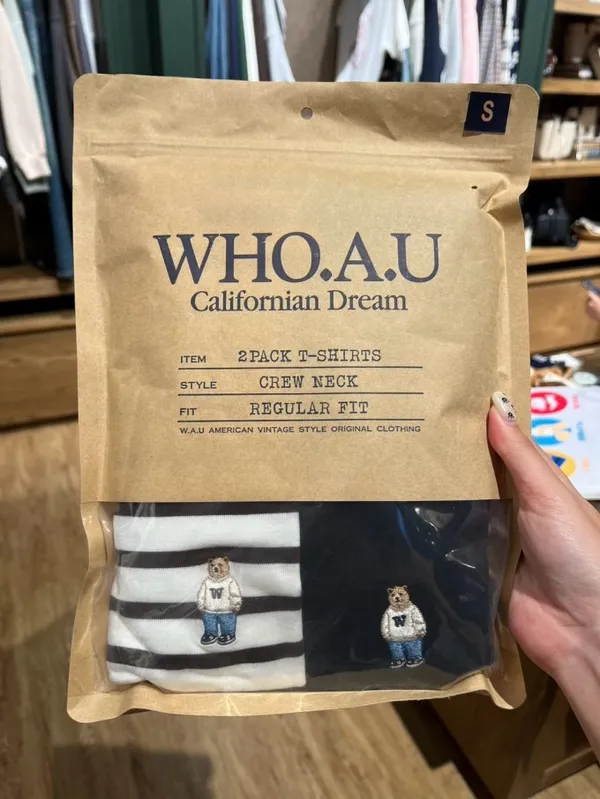 S
WHO.A.U
Californian Dream
ITEM 2PACK T-SHIRTS
STYLE CREW NECK
FIT REGULAR FIT
W.A.U AMERICAN VINTAGE STYLE ORIGINAL CLOTHING
W W